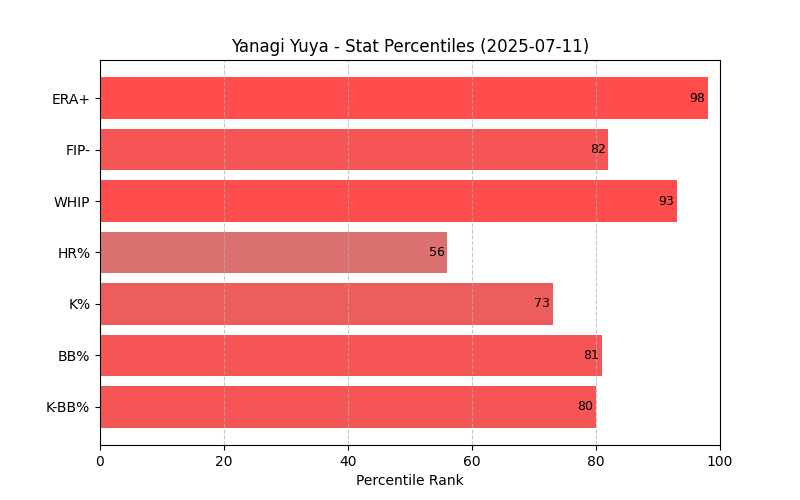 Yanagi Yuya - Stat Percentiles (2025-07-11)
ERA+ 98
FIP- 82
WHIP 93
HR% 56
K% 73
BB% 81
K-BB% 80
0 20 40 60 80 100
Percentile Rank